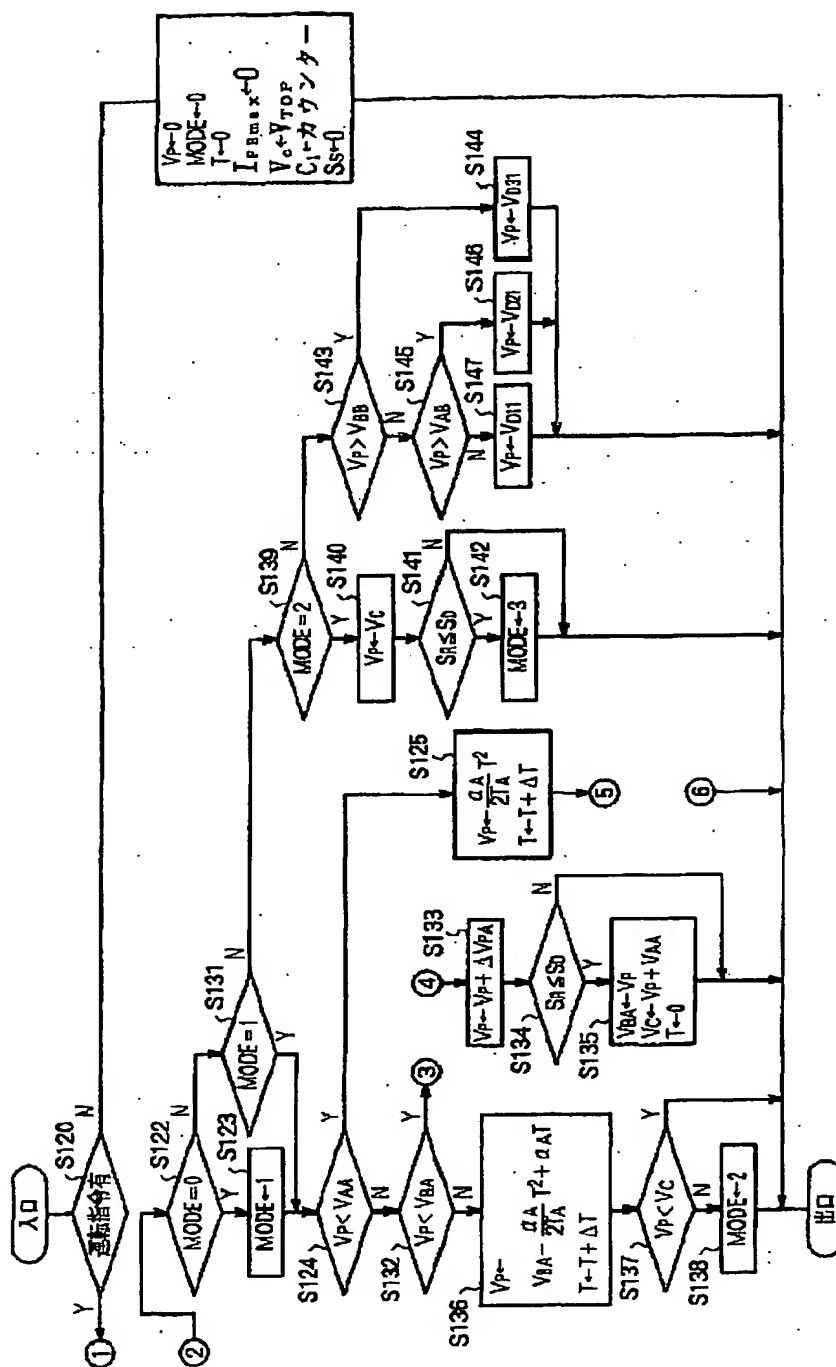 入口
S120
運転指令有
Y
N
①
VP←0
MODE←0
T←0
IPBmax←0
VC←VTOP
C1←カウンター
SS←0
②
S122
MODE=0
Y
N
S123
MODE←1
S131
MODE=1
Y
N
S124
VP<VAA
Y
N
S125
VP←αA/2TA T²
T←T+ΔT
⑤
S132
VP<VBA
Y
N
③
④
S133
VP←VP+ΔVPA
S134
SR≦SD
Y
N
S135
VBA←VP
VC←VP+VAA
T←0
S136
VP←
VBA-αA/2TA T²+αAT
T←T+ΔT
S137
VP<VC
Y
N
S138
MODE←2
⑥
S139
MODE=2
Y
N
S140
VP←VC
S141
SR≦SD
Y
N
S142
MODE←3
S143
VP>VBB
Y
N
S144
VP←VD31
S145
VP>VAB
Y
N
S146
VP←VD21
S147
VP←VD11
出口